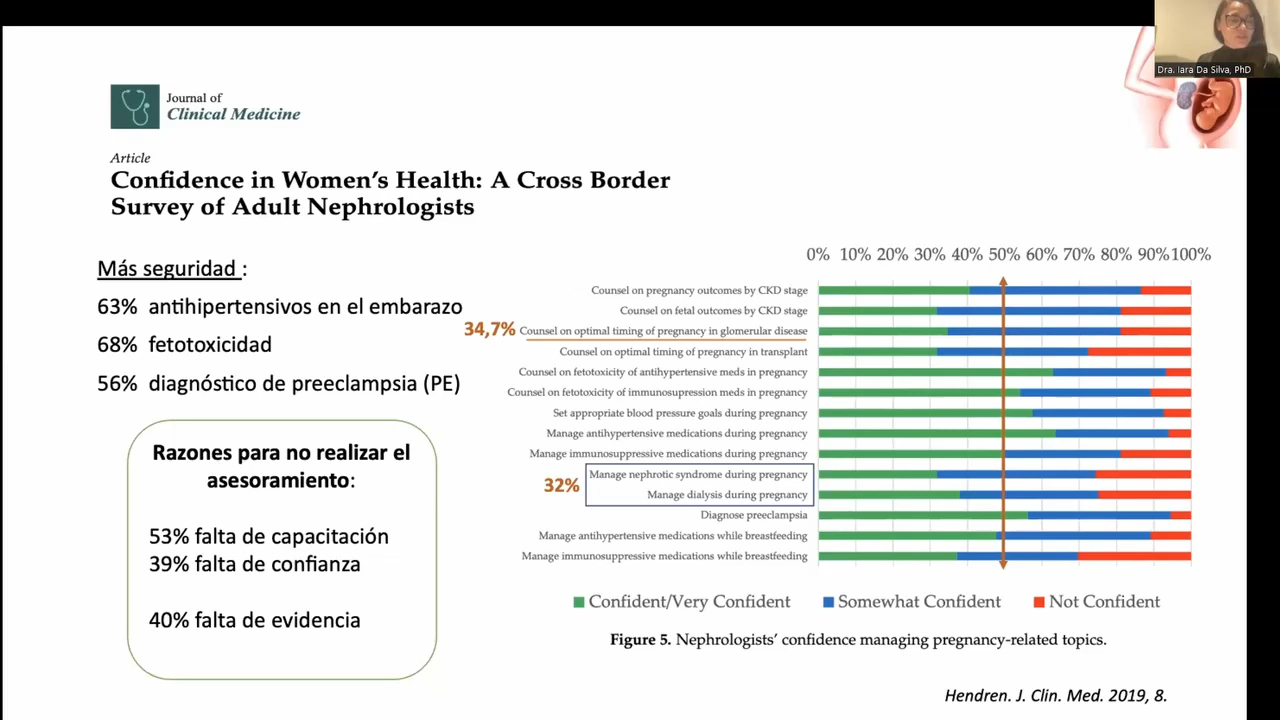 Dra. Iara Da Silva, PhD
Journal of
Clinical Medicine
Article
Confidence in Women's Health: A Cross Border
Survey of Adult Nephrologists
Más seguridad :
63% antihipertensivos en el embarazo
68% fetotoxicidad
56% diagnóstico de preeclampsia (PE)
Razones para no realizar el
asesoramiento:
53% falta de capacitación
39% falta de confianza
40% falta de evidencia
0% 10% 20% 30% 40% 50% 60% 70% 80% 90% 100%
Counsel on pregnancy outcomes by CKD stage
Counsel on fetal outcomes by CKD stage
34,7% Counsel on optimal timing of pregnancy in glomerular disease
Counsel on optimal timing of pregnancy in transplant
Counsel on fetotoxicity of antihypertensive meds in pregnancy
Counsel on fetotoxicity of immunosupression meds in pregnancy
Set appropriate blood pressure goals during pregnancy
Manage antihypertensive medications during pregnancy
Manage immunosuppressive medications during pregnancy
Manage nephrotic syndrome during pregnancy
32%
Manage dialysis during pregnancy
Diagnose preeclampsia
Manage antihypertensive medications while breastfeeding
Manage immunosuppressive medications while breastfeeding
Confident/Very Confident Somewhat Confident Not Confident
Figure 5. Nephrologists' confidence managing pregnancy-related topics.
Hendren. J. Clin. Med. 2019, 8.